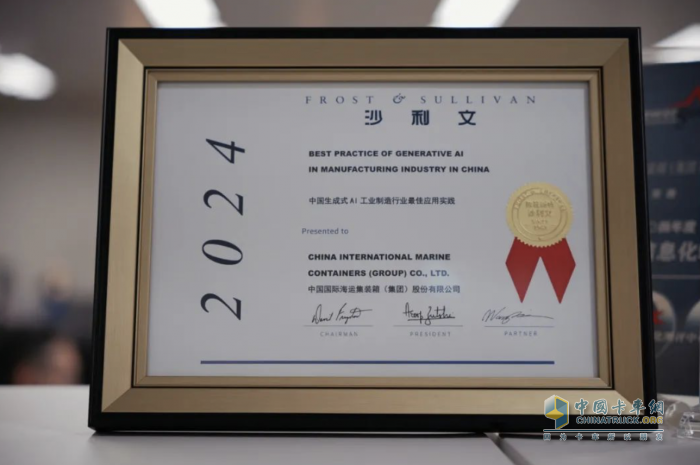 FROST & SULLIVAN
沙利文
2024
BEST PRACTICE OF GENERATIVE AI
IN MANUFACTURING INDUSTRY IN CHINA
中国生成式 AI 工业制造行业最佳应用实践
Presented to
CHINA INTERNATIONAL MARINE
CONTAINERS (GROUP) CO., LTD.
中国国际海运集装箱（集团）股份有限公司
CHAIRMAN
PRESIDENT
PARTNER
中国卡车网
CHINATRUCK.ORG